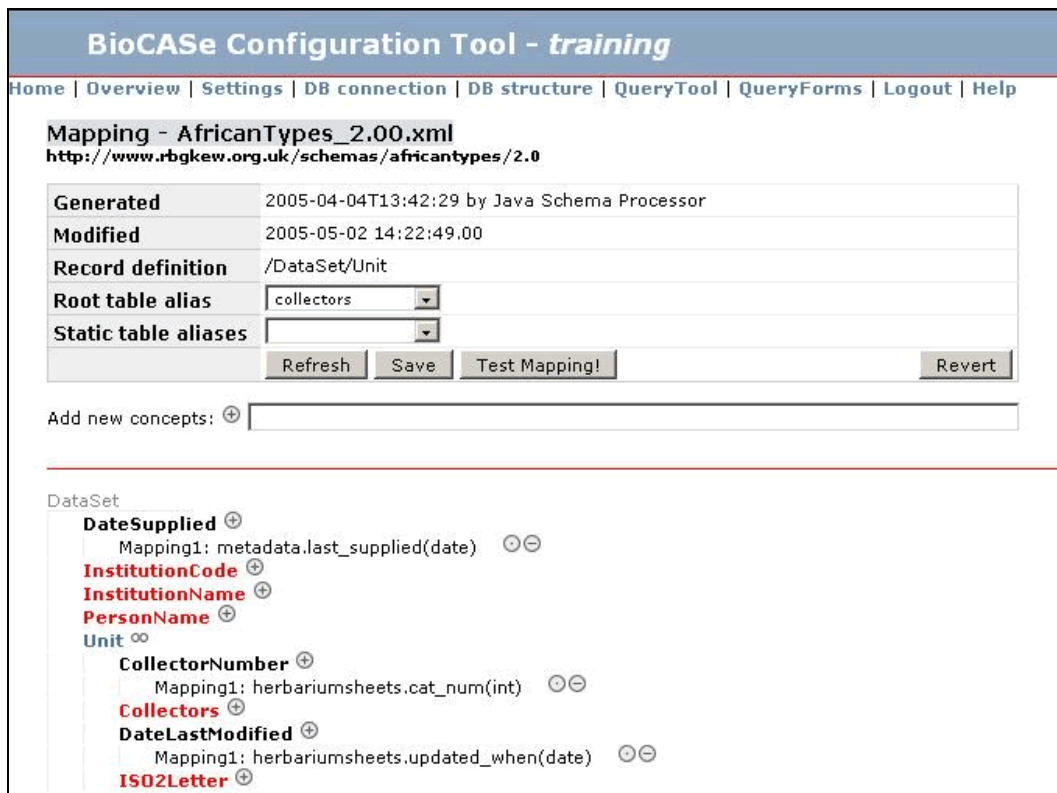 BioCASe Configuration Tool - training
Home | Overview | Settings | DB connection | DB structure | QueryTool | QueryForms | Logout | Help
Mapping - AfricanTypes_2.00.xml
http://www.rbgkew.org.uk/schemas/africantypes/2.0
Generated 2005-04-04T13:42:29 by Java Schema Processor
Modified 2005-05-02 14:22:49.00
Record definition /DataSet/Unit
Root table alias collectors
Static table aliases
Refresh Save Test Mapping! Revert
Add new concepts:
DataSet
DateSupplied
Mapping1: metadata.last_supplied(date)
InstitutionCode
InstitutionName
PersonName
Unit
CollectorNumber
Mapping1: herbariumsheets.cat_num(int)
Collectors
DateLastModified
Mapping1: herbariumsheets.updated_when(date)
ISO2Letter